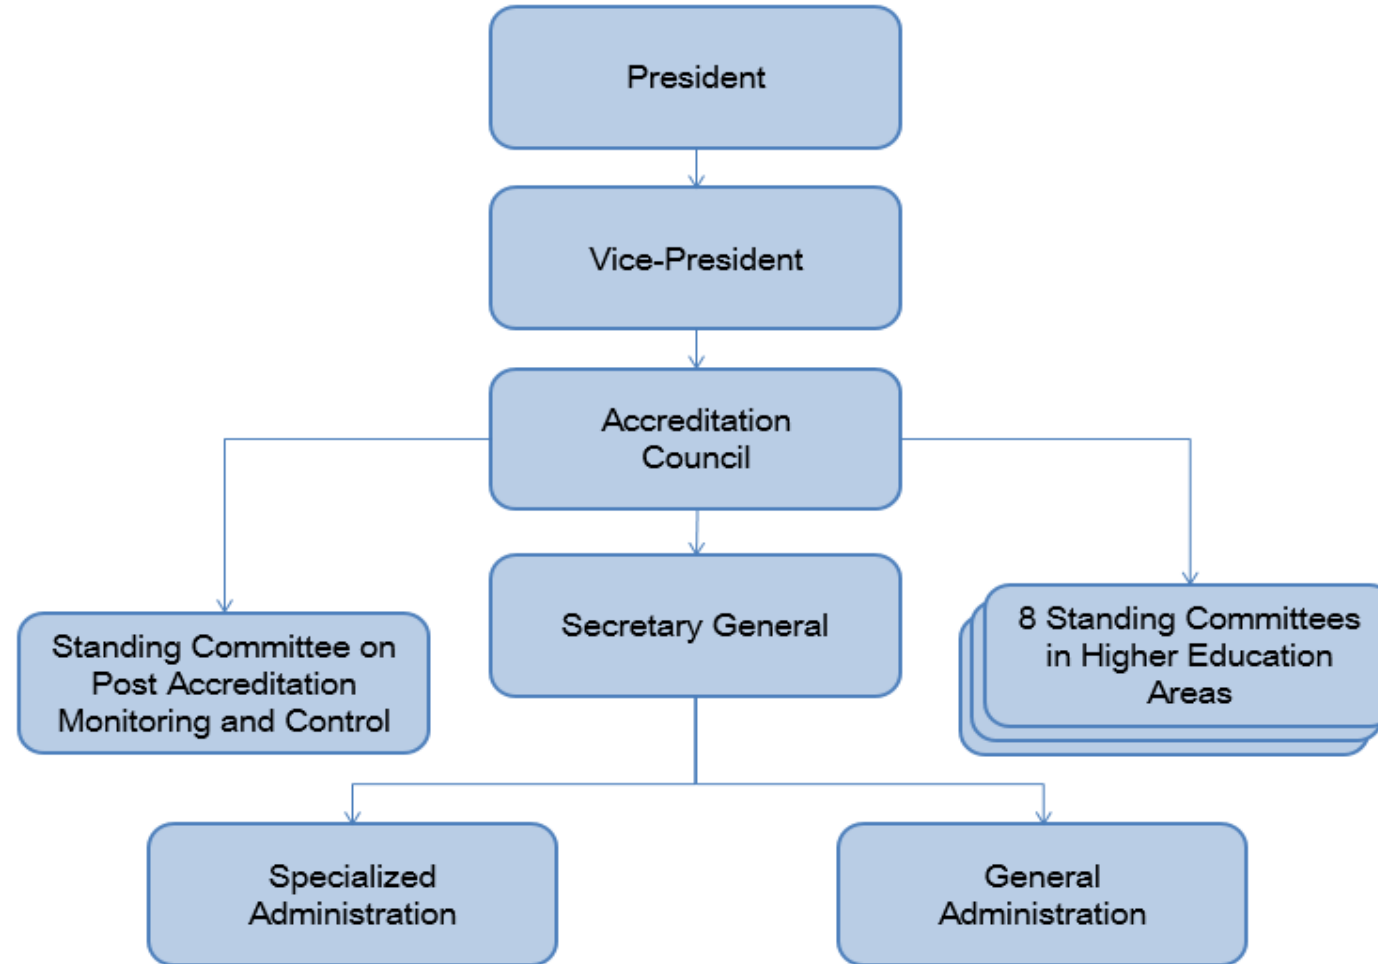 President
Vice-President
Accreditation
Council
Secretary General
Standing Committee on
Post Accreditation
Monitoring and Control
8 Standing Committees
in Higher Education
Areas
Specialized
Administration
General
Administration